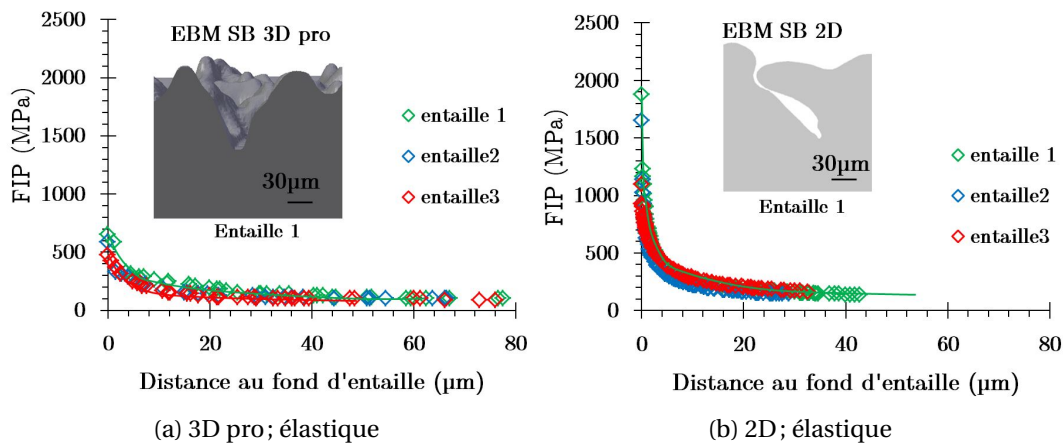 2500
2000
1500
1000
500
0
FIP (MPa)
EBM SB 3D pro
30µm
Entaille 1
entaille 1
entaille2
entaille3
0 20 40 60 80
Distance au fond d'entaille (µm)
(a) 3D pro; élastique
2500
2000
1500
1000
500
0
FIP (MPa)
EBM SB 2D
30µm
Entaille 1
entaille 1
entaille2
entaille3
0 20 40 60 80
Distance au fond d'entaille (µm)
(b) 2D; élastique